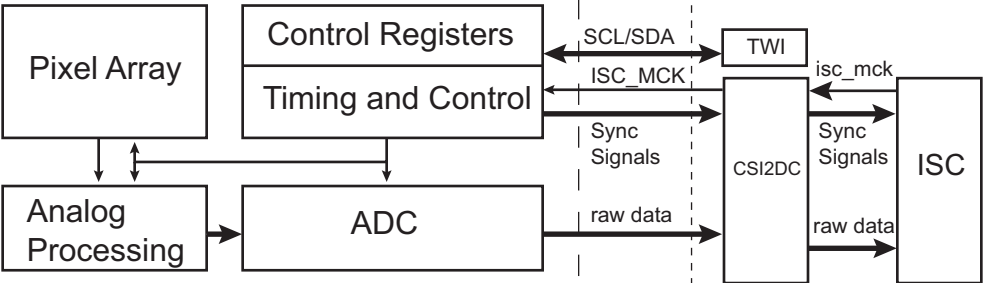 Pixel Array
Control Registers
Timing and Control
SCL/SDA
TWI
ISC_MCK
isc_mck
Sync
Signals
CSI2DC
Sync
Signals
ISC
Analog
Processing
ADC
raw data
raw data